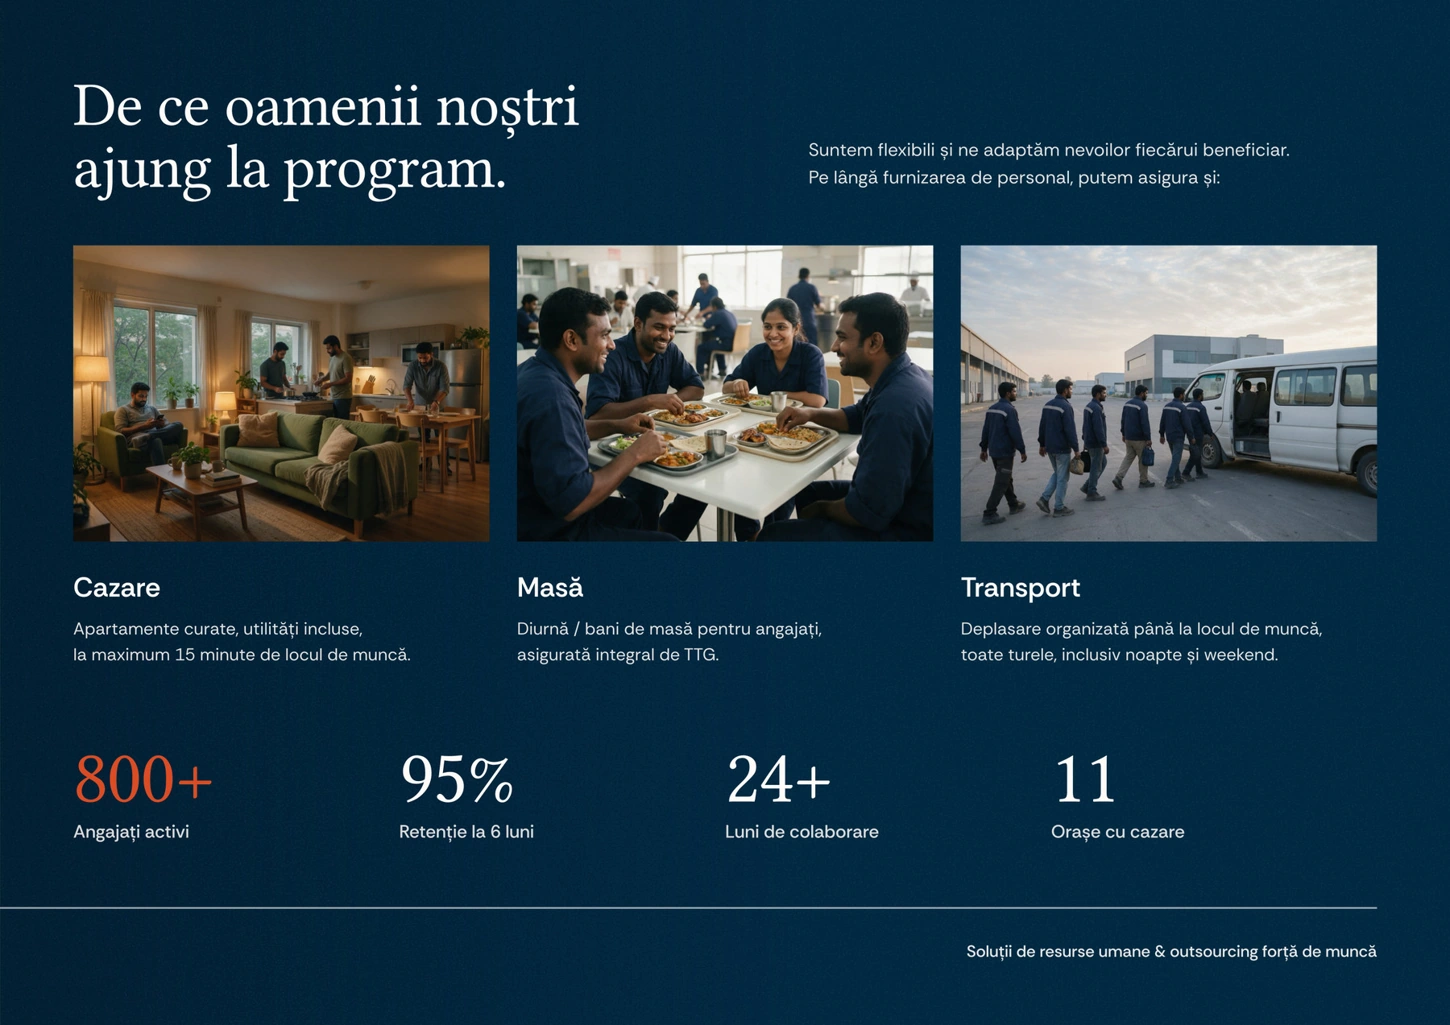 De ce oamenii noștri
ajung la program.
Suntem flexibili și ne adaptăm nevoilor fiecărui beneficiar.
Pe lângă furnizarea de personal, putem asigura și:
Cazare
Apartamente curate, utilități incluse,
la maximum 15 minute de locul de muncă.
Masă
Diurnă / bani de masă pentru angajați,
asigurată integral de TTG.
Transport
Deplasare organizată până la locul de muncă,
toate turele, inclusiv noapte și weekend.
800+
Angajați activi
95%
Retenție la 6 luni
24+
Luni de colaborare
11
Orașe cu cazare
Soluții de resurse umane & outsourcing forță de muncă